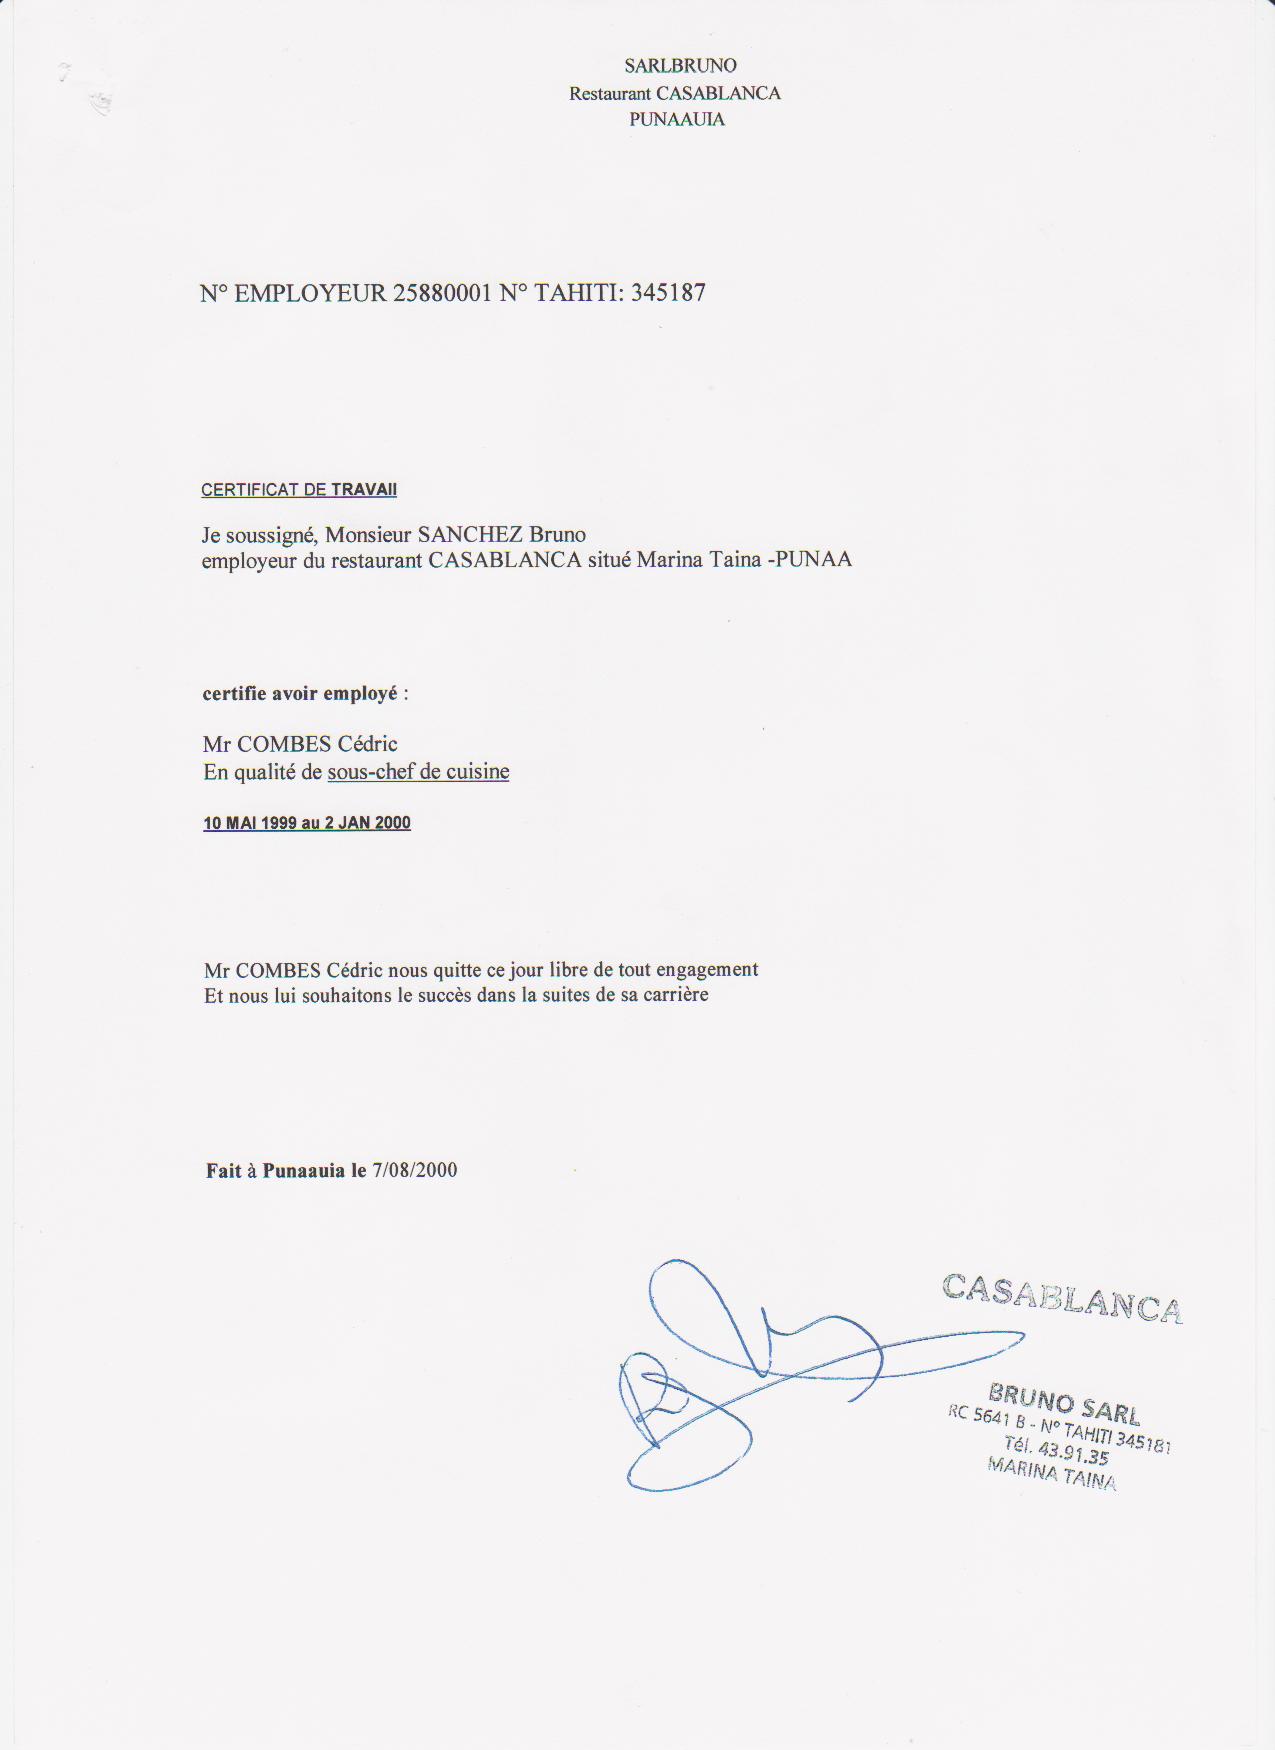 SARLBRUNO
Restaurant CASABLANCA
PUNAAUIA
N° EMPLOYEUR 25880001 N° TAHITI: 345187
CERTIFICAT DE TRAVAIl
Je soussigné, Monsieur SANCHEZ Bruno
employeur du restaurant CASABLANCA situé Marina Taina -PUNAA
certifie avoir employé :
Mr COMBES Cédric
En qualité de sous-chef de cuisine
10 MAI 1999 au 2 JAN 2000
Mr COMBES Cédric nous quitte ce jour libre de tout engagement
Et nous lui souhaitons le succès dans la suites de sa carrière
Fait à Punaauia le 7/08/2000
CASABLANCA
BRUNO SARL
RC 5641 B - N° TAHITI 345181
Tél. 43.91.35
MARINA TAINA